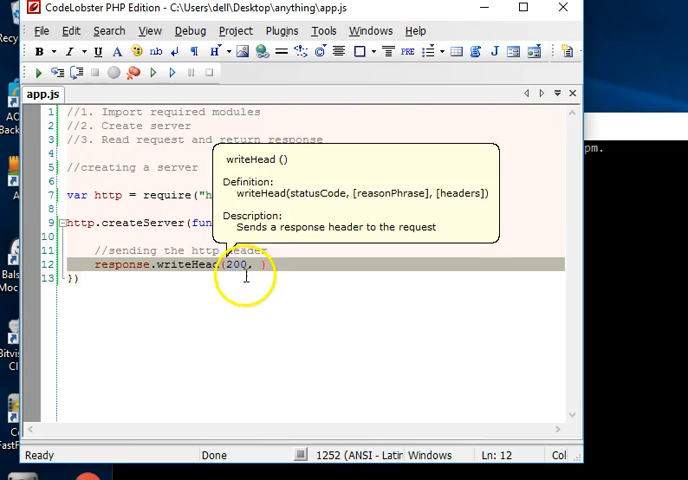 CodeLobster PHP Edition - C:\Users\dell\Desktop\anything\app.js
File Edit Search View Debug Project Plugins Tools Windows Help
app.js
1 //1. Import required modules
2 //2. Create server
3 //3. Read request and return response
4
5 //creating a server
6
7 var http = require("h
8
9 http.createServer(fun
10
11 //sending the http header
12 response.writeHead(200, )
13 })
writeHead ()
Definition:
writeHead(statusCode, [reasonPhrase], [headers])
Description:
Sends a response header to the request
pm.
Ready Done 1252 (ANSI - Latin Windows Ln: 12 Col